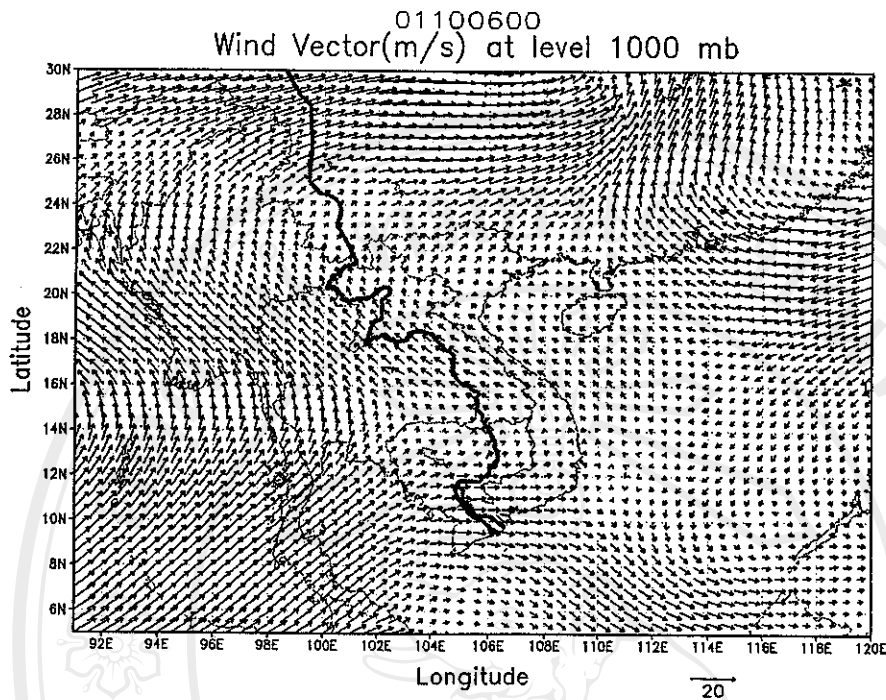 01100600
Wind Vector(m/s) at level 1000 mb
30N
28N
26N
24N
22N
20N
18N
16N
14N
12N
10N
8N
6N
Latitude
92E 94E 96E 98E 100E 102E 104E 106E 108E 110E 112E 114E 116E 118E 120E
Longitude
20